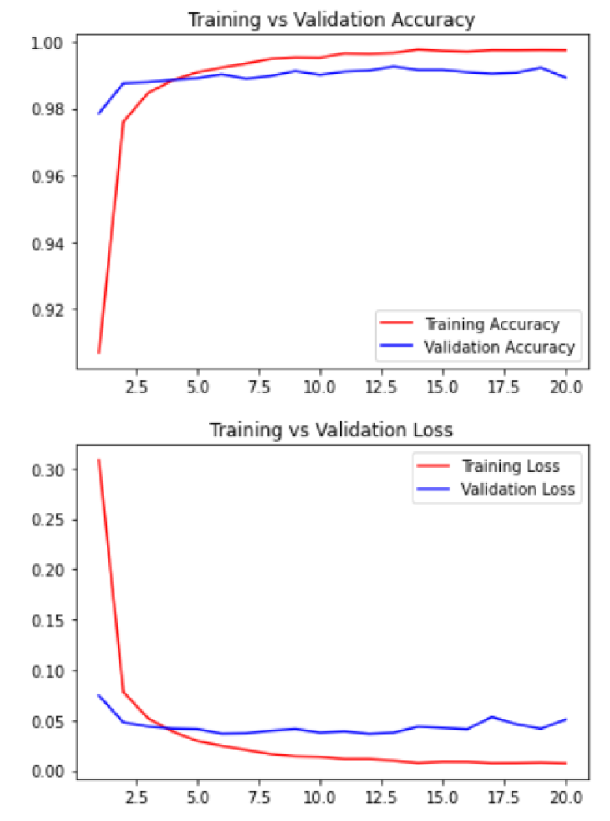 Training vs Validation Accuracy
1.00
0.98
0.96
0.94
0.92
Training Accuracy
Validation Accuracy
2.5 5.0 7.5 10.0 12.5 15.0 17.5 20.0
Training vs Validation Loss
0.30
0.25
0.20
0.15
0.10
0.05
0.00
Training Loss
Validation Loss
2.5 5.0 7.5 10.0 12.5 15.0 17.5 20.0